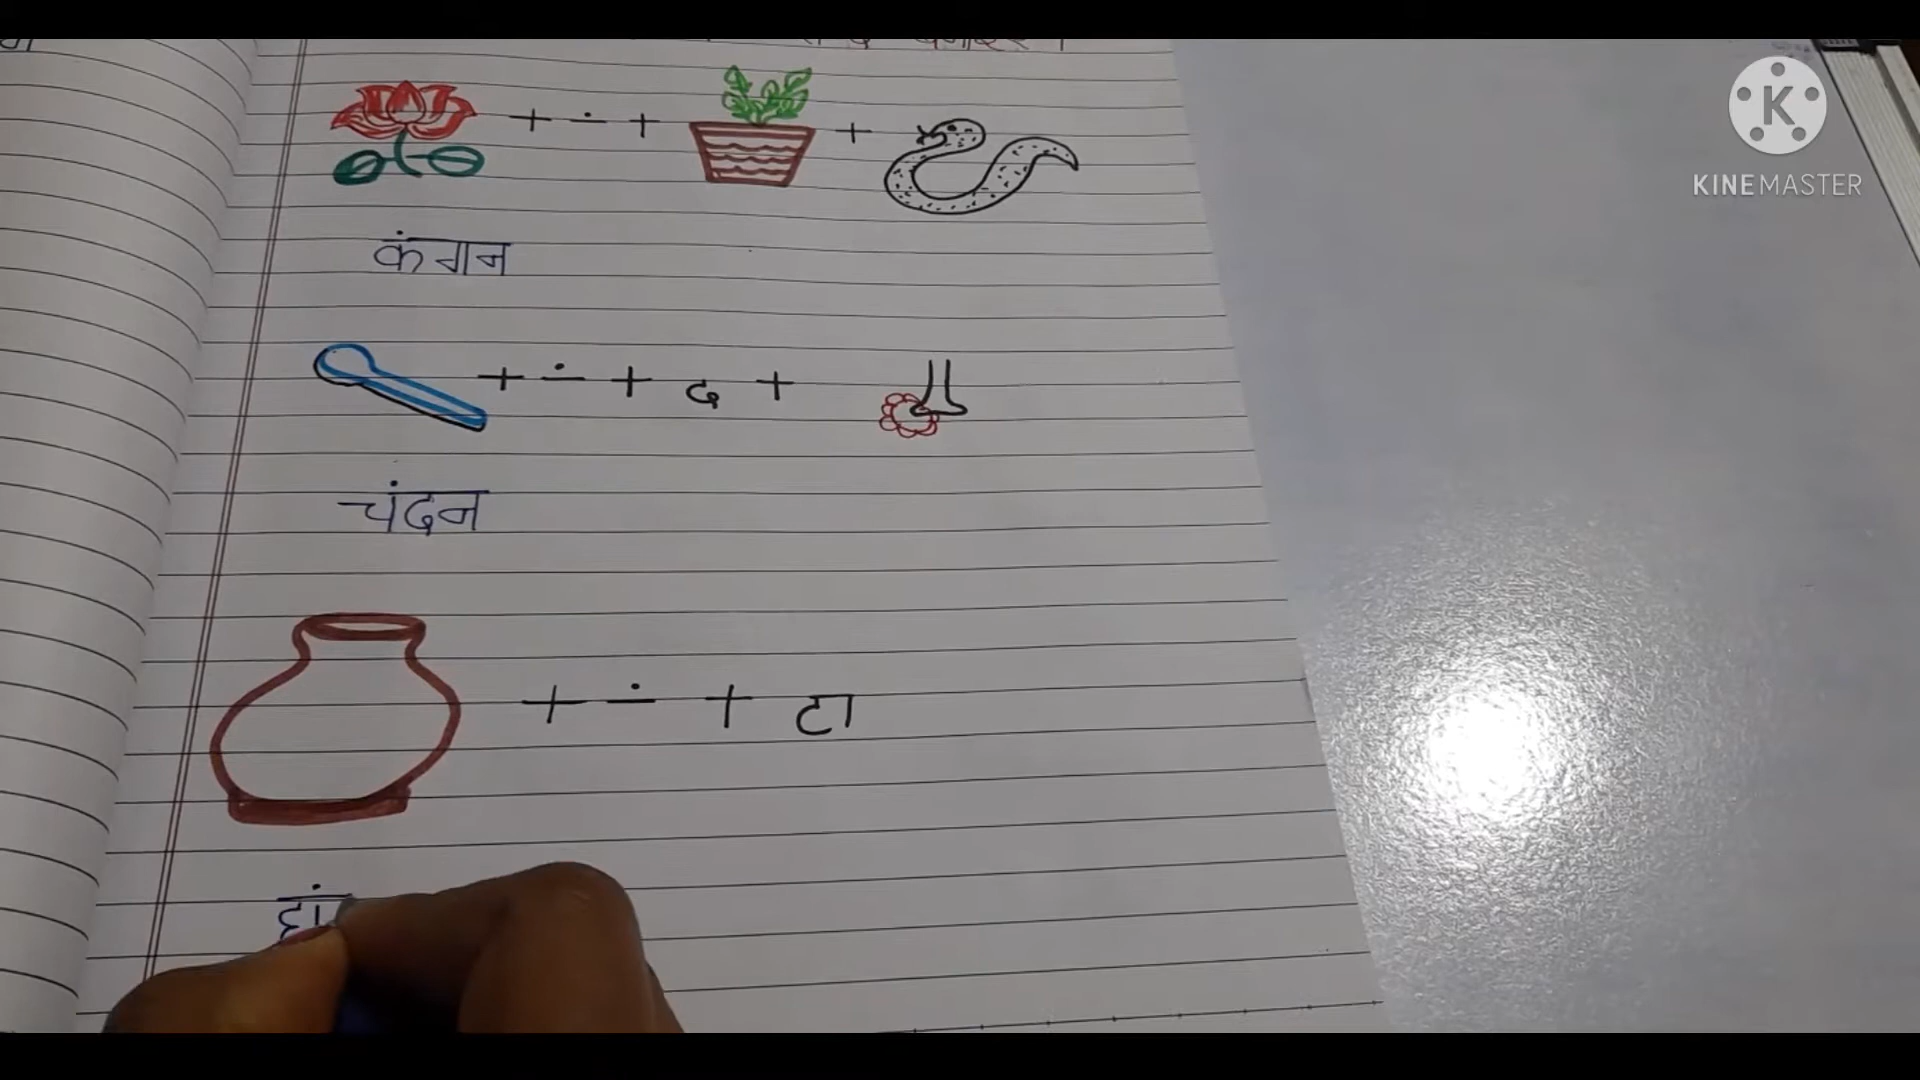 + ं + +
कंगन
+ ं + द +
चंदन
+ ं + टा
K
KINEMASTER